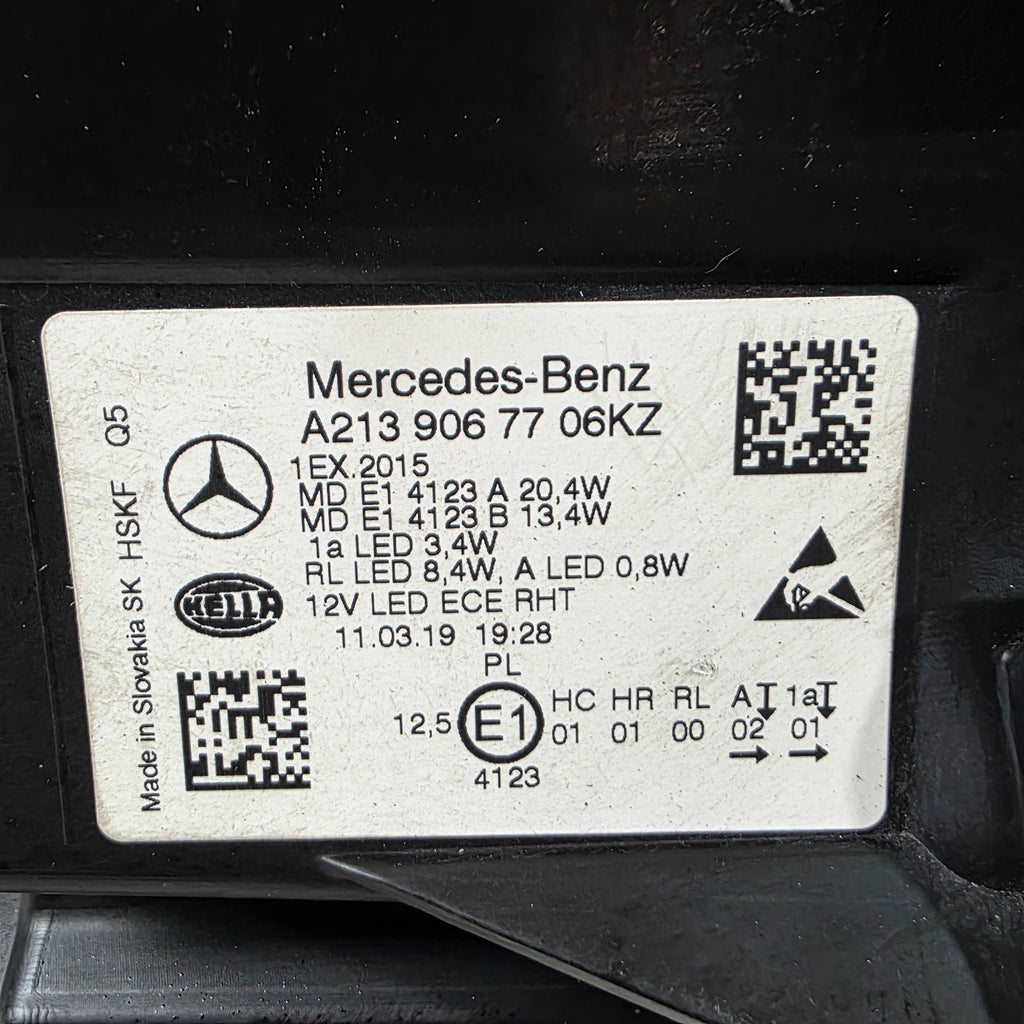 Mercedes-Benz
A213 906 77 06KZ
1EX.2015
MD E1 4123 A 20,4W
MD E1 4123 B 13,4W
1a LED 3,4W
RL LED 8,4W, A LED 0,8W
12V LED ECE RHT
11.03.19 19:28
PL
12,5 E1 HC HR RL A 1a
01 01 00 02 01
4123
HELLA
Made in Slovakia SK HSKF Q5